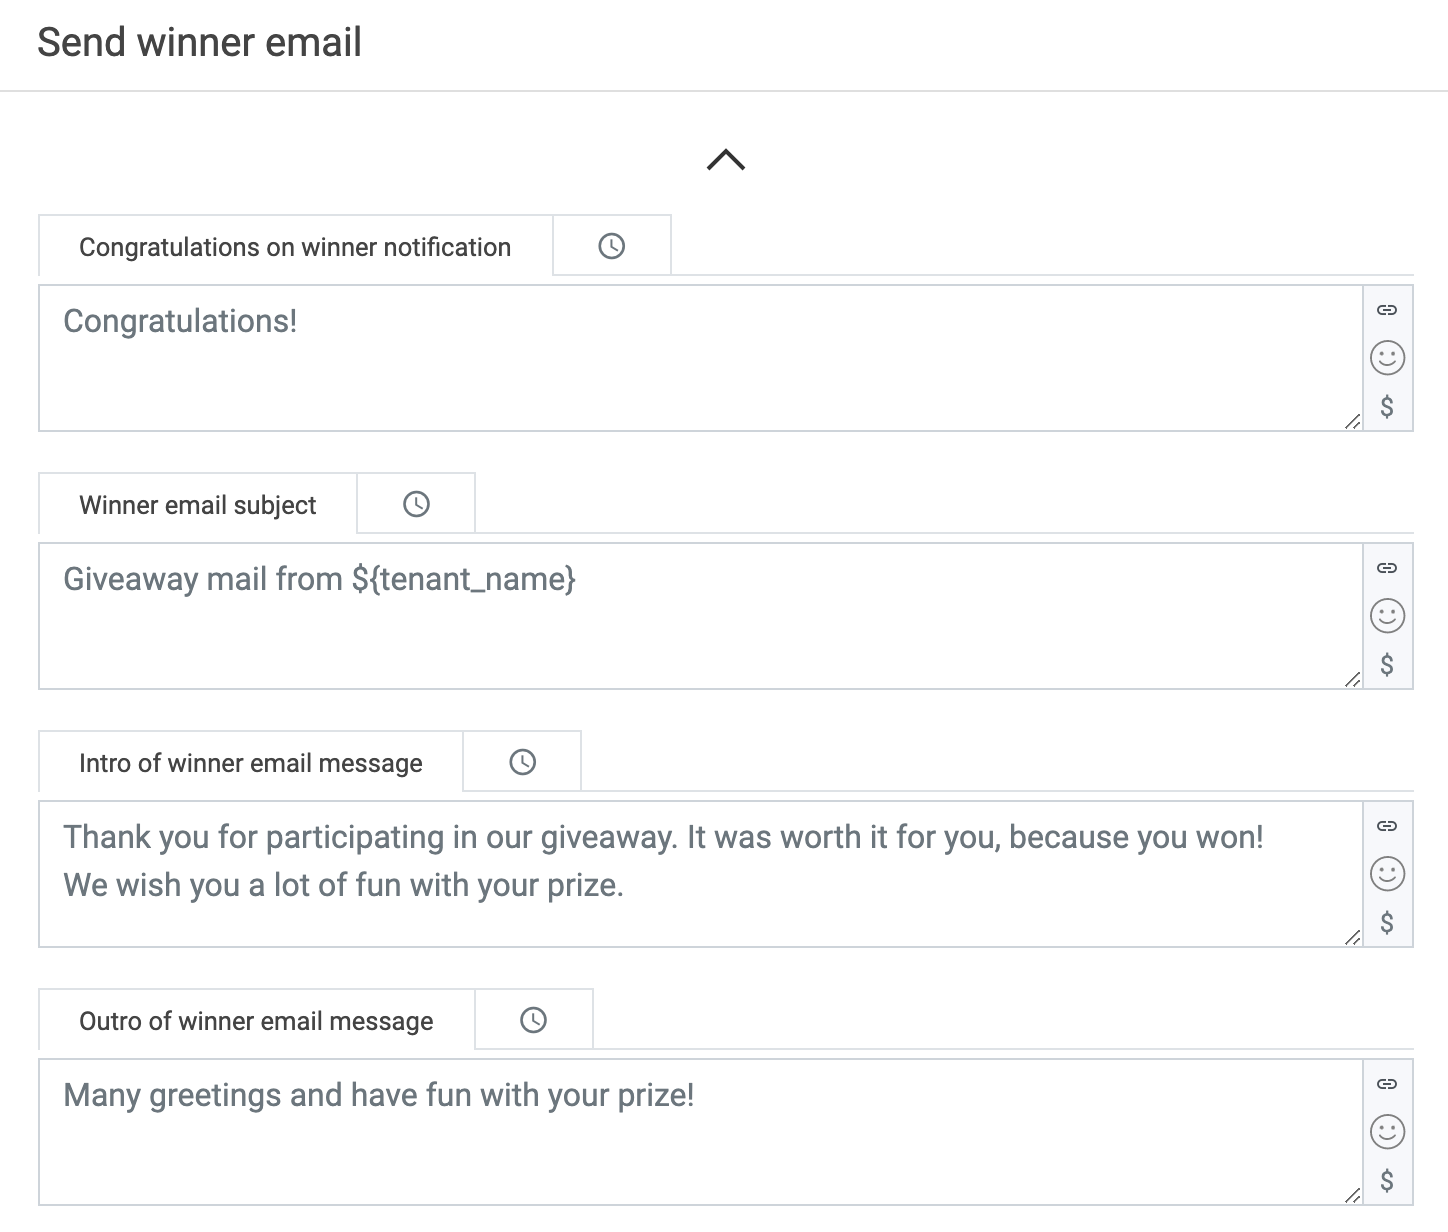 Send winner email
Congratulations on winner notification
Congratulations!
$
Winner email subject
Giveaway mail from ${tenant_name}
$
Intro of winner email message
Thank you for participating in our giveaway. It was worth it for you, because you won!
We wish you a lot of fun with your prize.
$
Outro of winner email message
Many greetings and have fun with your prize!
$